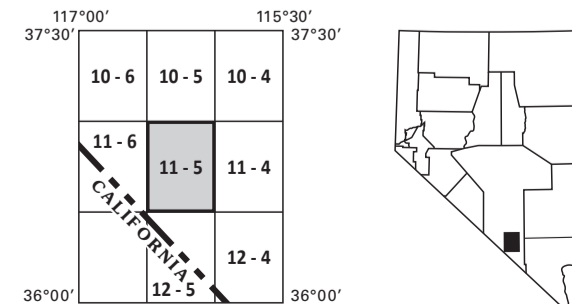 117°00′ 115°30′
37°30′ 37°30′
10 - 6 10 - 5 10 - 4
11 - 6
11 - 5 11 - 4
CALIFORNIA
12 - 4
12 - 5
36°00′ 36°00′